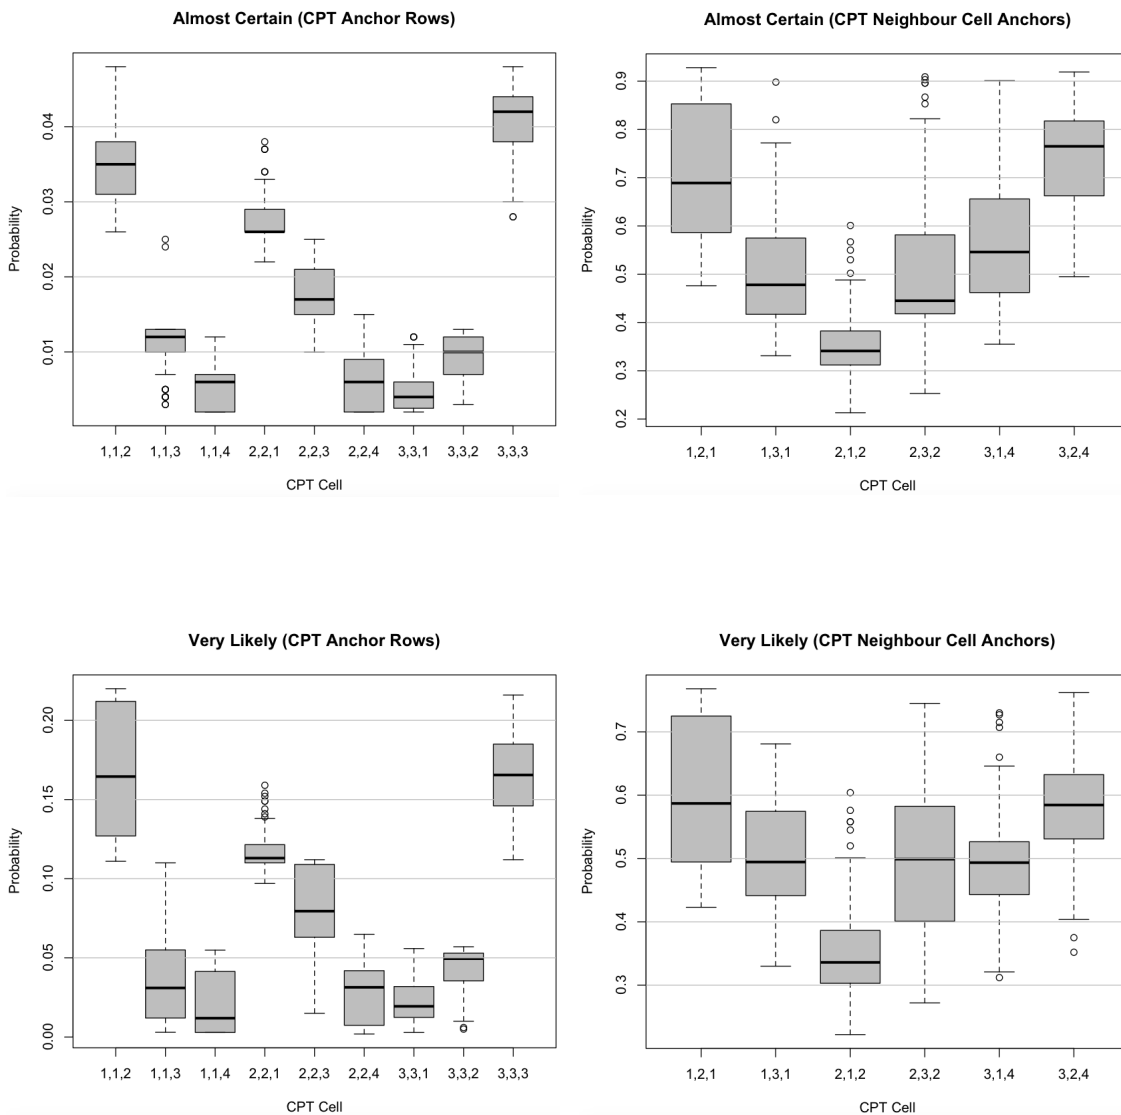 Almost Certain (CPT Anchor Rows)
Probability
0.04
0.03
0.02
0.01
1,1,2 1,1,3 1,1,4 2,2,1 2,2,3 2,2,4 3,3,1 3,3,2 3,3,3
CPT Cell
Almost Certain (CPT Neighbour Cell Anchors)
Probability
0.9
0.8
0.7
0.6
0.5
0.4
0.3
0.2
1,2,1 1,3,1 2,1,2 2,3,2 3,1,4 3,2,4
CPT Cell
Very Likely (CPT Anchor Rows)
Probability
0.20
0.15
0.10
0.05
0.00
1,1,2 1,1,3 1,1,4 2,2,1 2,2,3 2,2,4 3,3,1 3,3,2 3,3,3
CPT Cell
Very Likely (CPT Neighbour Cell Anchors)
Probability
0.7
0.6
0.5
0.4
0.3
1,2,1 1,3,1 2,1,2 2,3,2 3,1,4 3,2,4
CPT Cell